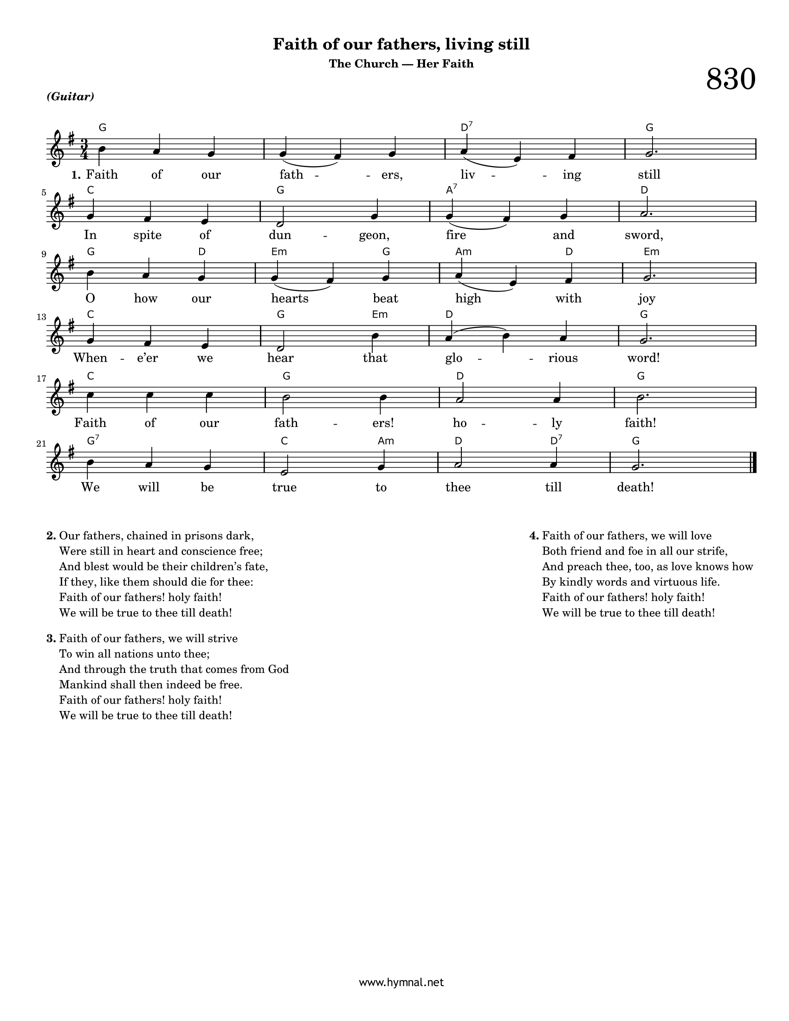 Faith of our fathers, living still
The Church — Her Faith
830
(Guitar)
G D7 G
3
4
1. Faith of our fath - - ers, liv - - ing still
5 C G A7 D
In spite of dun - geon, fire and sword,
9 G D Em G Am D Em
O how our hearts beat high with joy
13 C G Em D G
When - e'er we hear that glo - - rious word!
17 C G D G
Faith of our fath - ers! ho - - ly faith!
21 G7 C Am D D7 G
We will be true to thee till death!
2. Our fathers, chained in prisons dark,
Were still in heart and conscience free;
And blest would be their children's fate,
If they, like them should die for thee:
Faith of our fathers! holy faith!
We will be true to thee till death!
3. Faith of our fathers, we will strive
To win all nations unto thee;
And through the truth that comes from God
Mankind shall then indeed be free.
Faith of our fathers! holy faith!
We will be true to thee till death!
4. Faith of our fathers, we will love
Both friend and foe in all our strife,
And preach thee, too, as love knows how
By kindly words and virtuous life.
Faith of our fathers! holy faith!
We will be true to thee till death!
www.hymnal.net